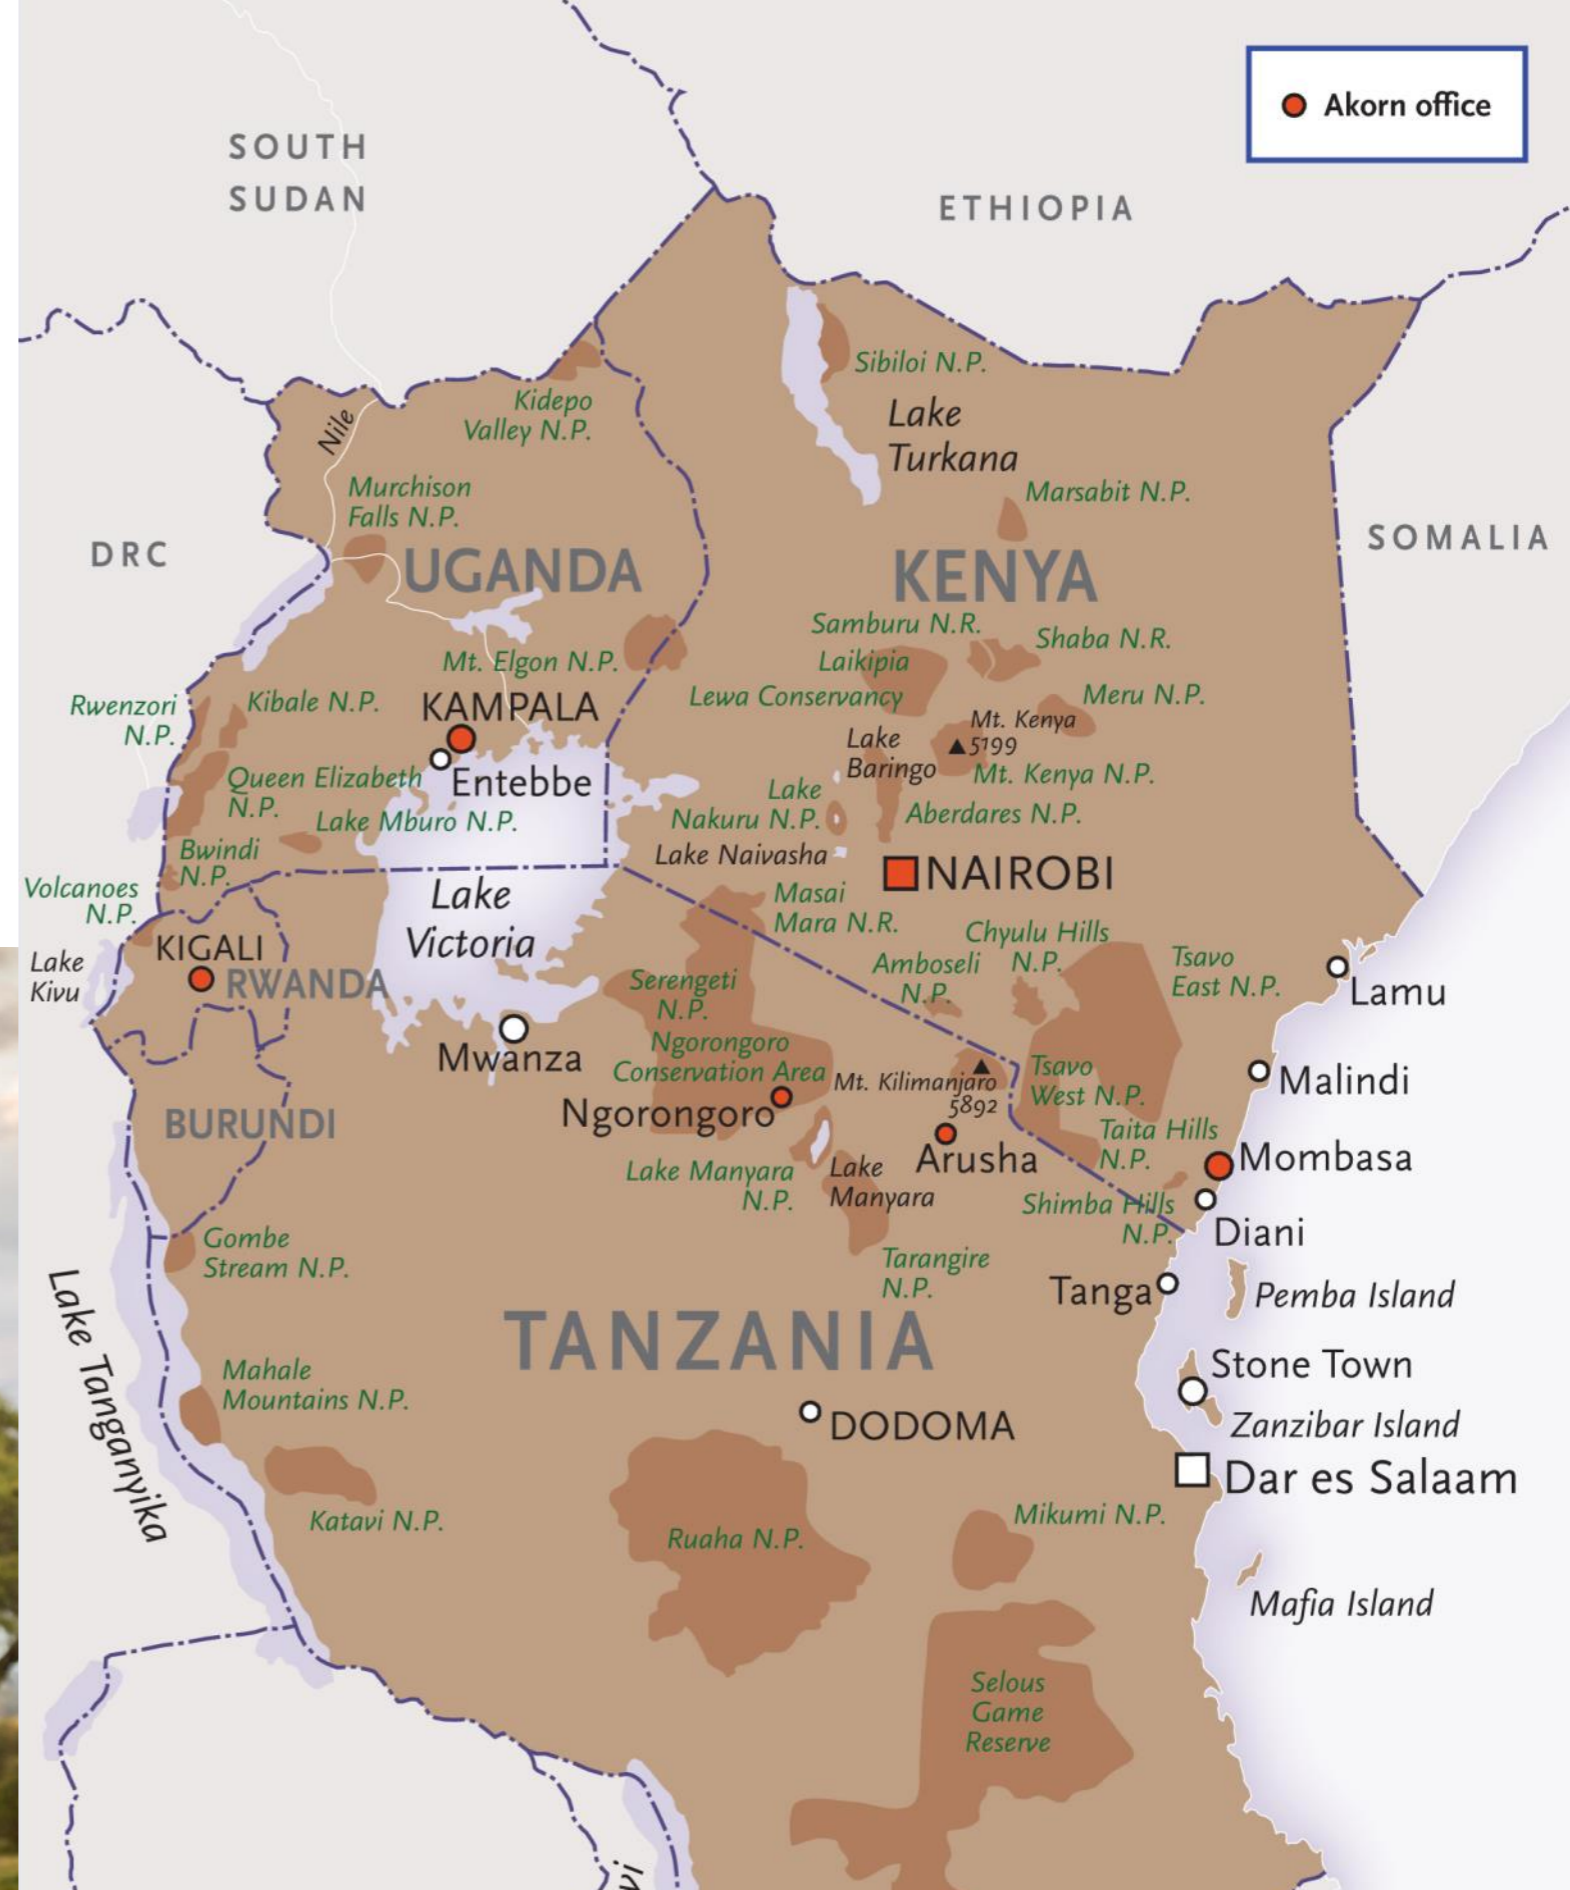 Akorn office
SOUTH
SUDAN
ETHIOPIA
Sibiloi N.P.
Kidepo
Valley N.P.
Nile
Lake
Turkana
Murchison
Falls N.P.
Marsabit N.P.
DRC
UGANDA
KENYA
SOMALIA
Samburu N.R.
Shaba N.R.
Mt. Elgon N.P.
Laikipia
Lewa Conservancy
Meru N.P.
Rwenzori
N.P.
Kibale N.P.
KAMPALA
Mt. Kenya
5199
Lake
Baringo
Mt. Kenya N.P.
Queen Elizabeth
N.P.
Entebbe
Lake
Nakuru N.P.
Aberdares N.P.
Lake Mburo N.P.
Bwindi
N.P.
Lake Naivasha
NAIROBI
Volcanoes
N.P.
Lake
Victoria
Masai
Mara N.R.
Chyulu Hills
N.P.
KIGALI
Lake
Kivu
RWANDA
Serengeti
N.P.
Amboseli
N.P.
Tsavo
East N.P.
Lamu
Mwanza
Ngorongoro
Conservation Area
Mt. Kilimanjaro
5892
Tsavo
West N.P.
Malindi
BURUNDI
Ngorongoro
Arusha
Taita Hills
N.P.
Mombasa
Lake Manyara
N.P.
Lake
Manyara
Shimba Hills
N.P.
Diani
Gombe
Stream N.P.
Tarangire
N.P.
Tanga
Pemba Island
Lake Tanganyika
TANZANIA
Stone Town
Mahale
Mountains N.P.
DODOMA
Zanzibar Island
Dar es Salaam
Katavi N.P.
Ruaha N.P.
Mikumi N.P.
Mafia Island
Selous
Game
Reserve
vi